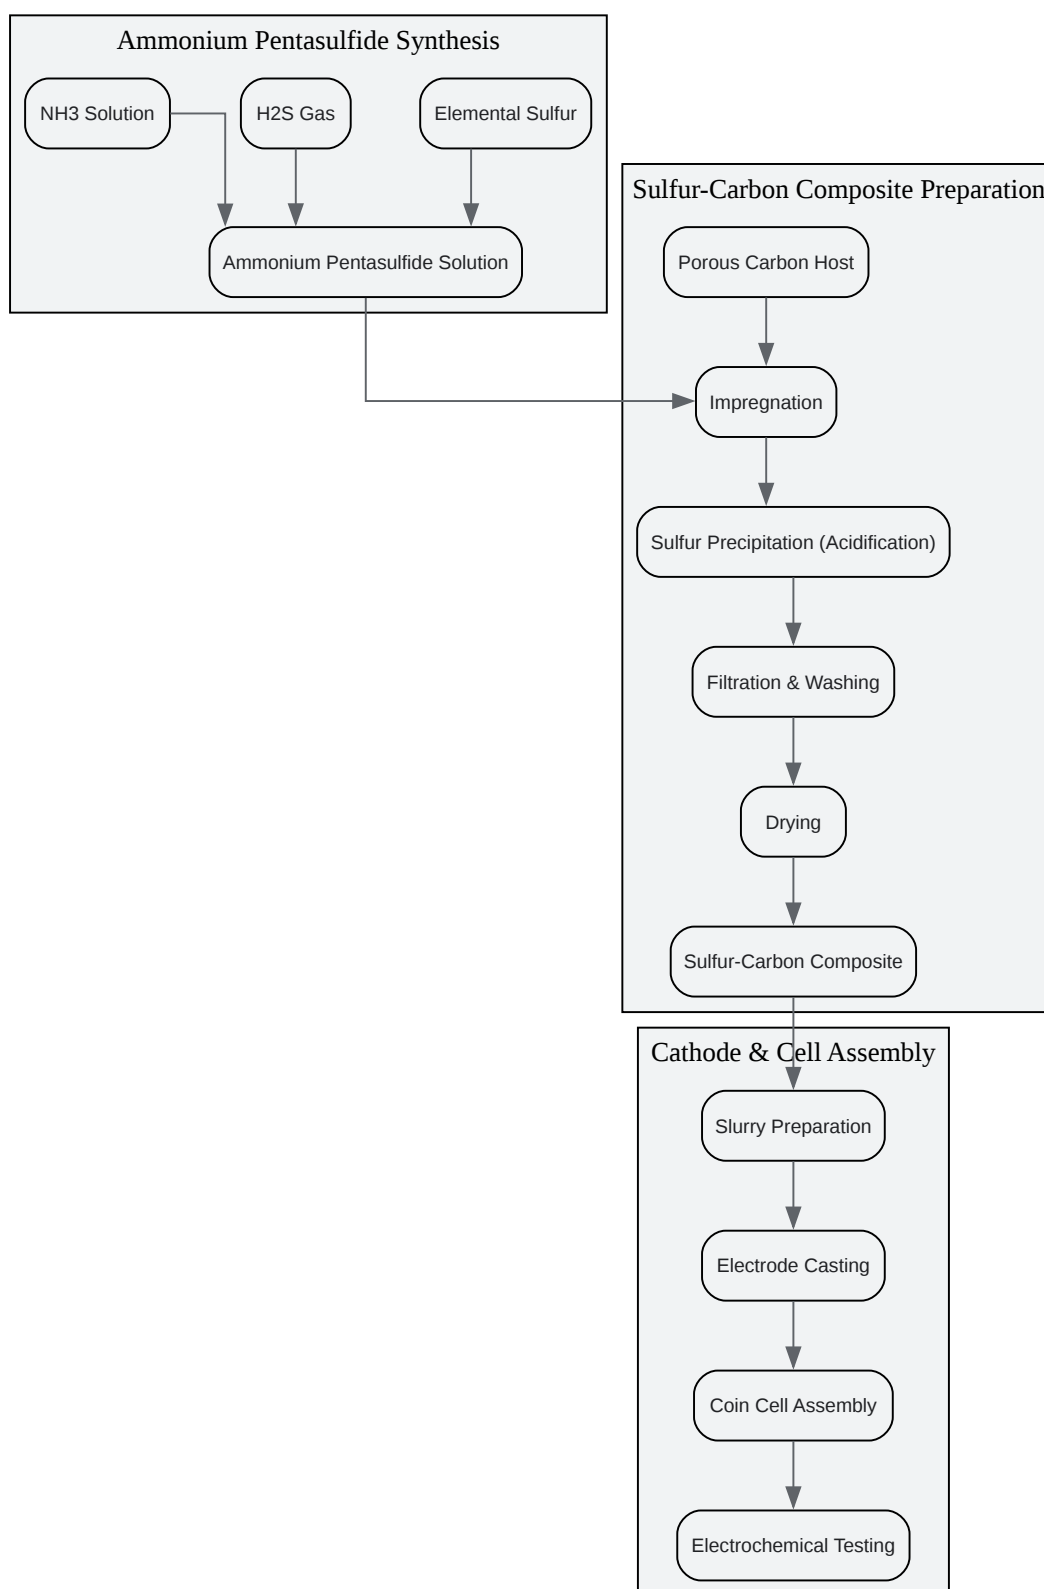 Ammonium Pentasulfide Synthesis
NH3 Solution
H2S Gas
Elemental Sulfur
Ammonium Pentasulfide Solution
Sulfur-Carbon Composite Preparation
Porous Carbon Host
Impregnation
Sulfur Precipitation (Acidification)
Filtration & Washing
Drying
Sulfur-Carbon Composite
Cathode & Cell Assembly
Slurry Preparation
Electrode Casting
Coin Cell Assembly
Electrochemical Testing